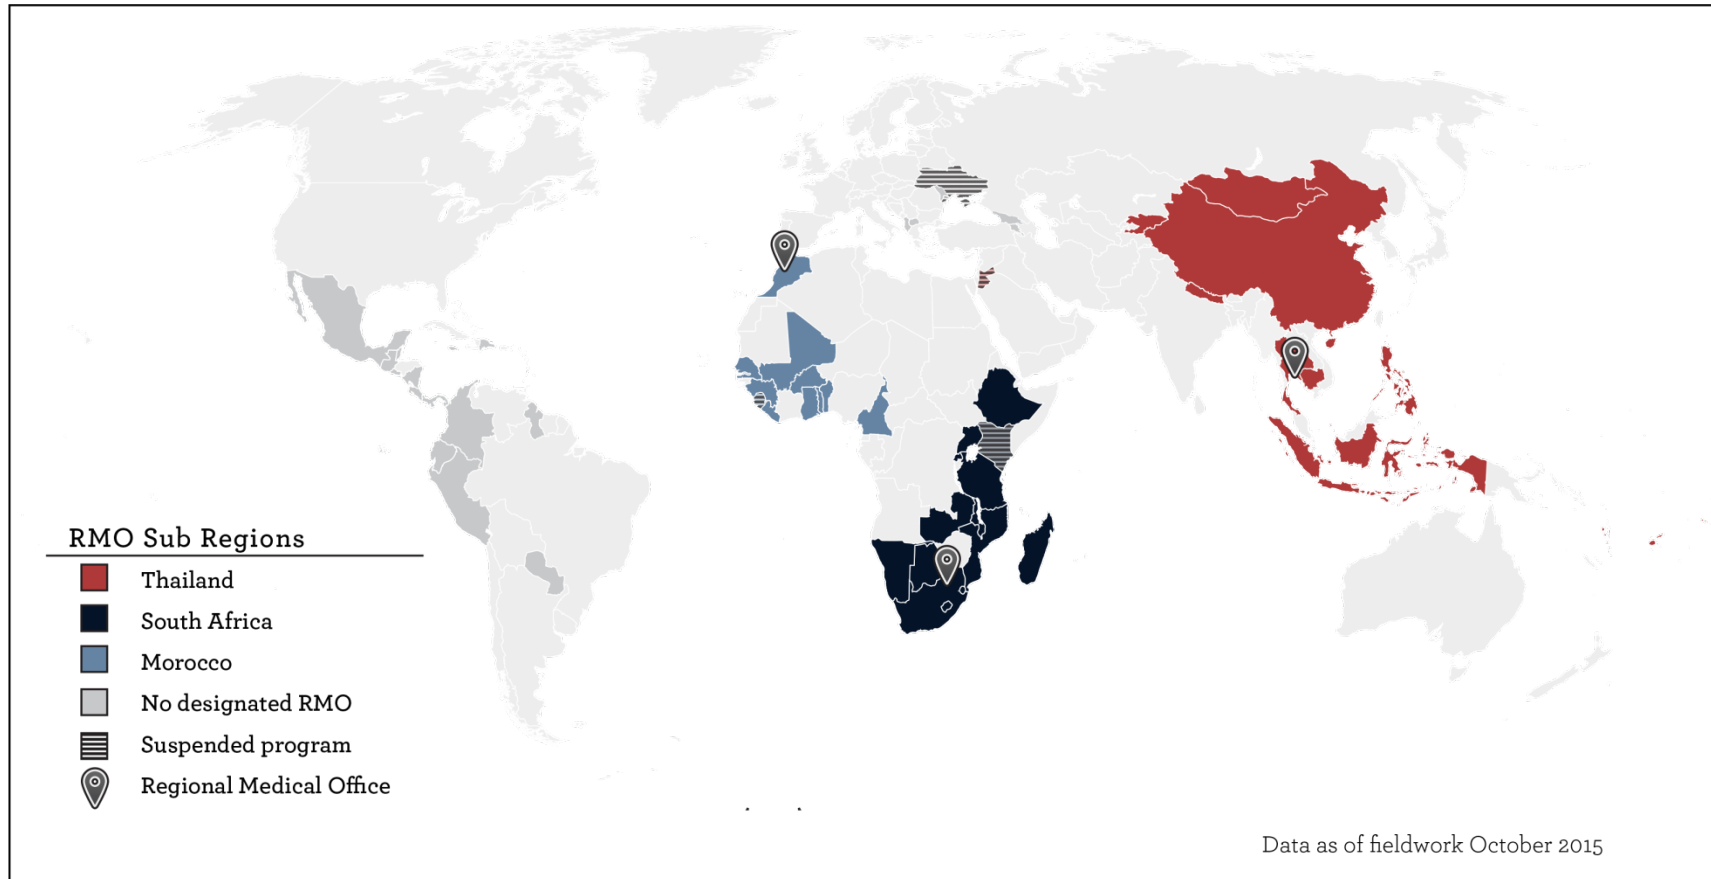 RMO Sub Regions
Thailand
South Africa
Morocco
No designated RMO
Suspended program
Regional Medical Office
Data as of fieldwork October 2015